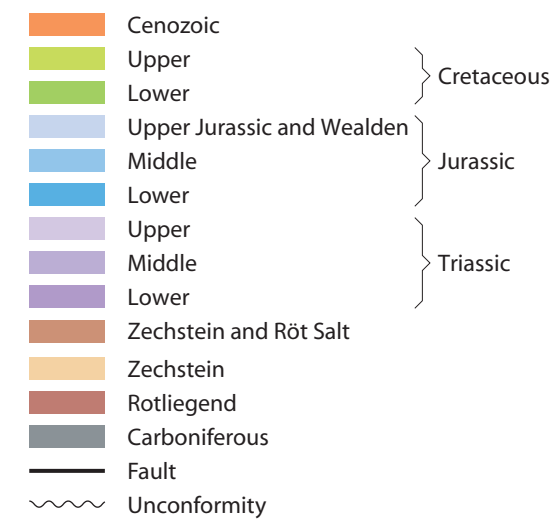 Cenozoic
Upper
Lower
Cretaceous
Upper Jurassic and Wealden
Middle
Lower
Jurassic
Upper
Middle
Lower
Triassic
Zechstein and Röt Salt
Zechstein
Rotliegend
Carboniferous
Fault
Unconformity